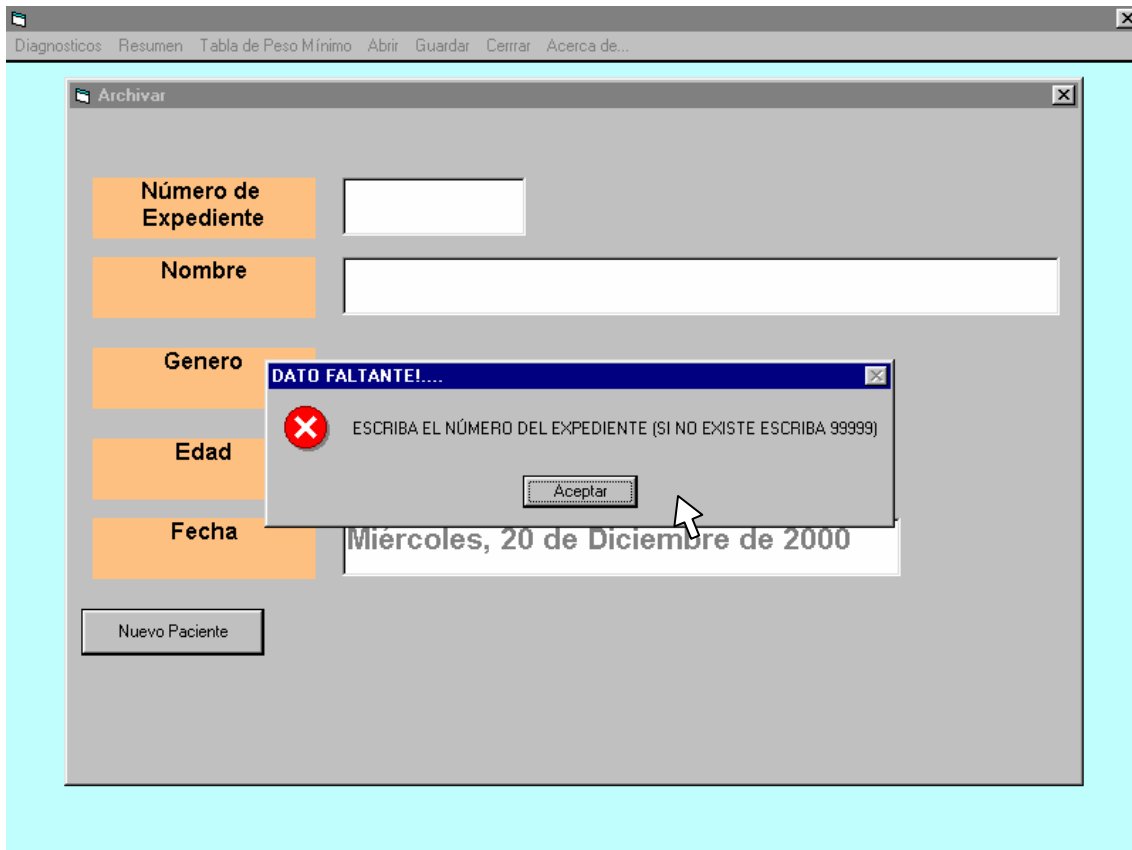 Diagnosticos Resumen Tabla de Peso Mínimo Abrir Guardar Cerrrar Acerca de...
Archivar
Número de
Expediente
Nombre
Genero
DATO FALTANTE!....
ESCRIBA EL NÚMERO DEL EXPEDIENTE (SI NO EXISTE ESCRIBA 99999)
Edad
Aceptar
Fecha
Miércoles, 20 de Diciembre de 2000
Nuevo Paciente